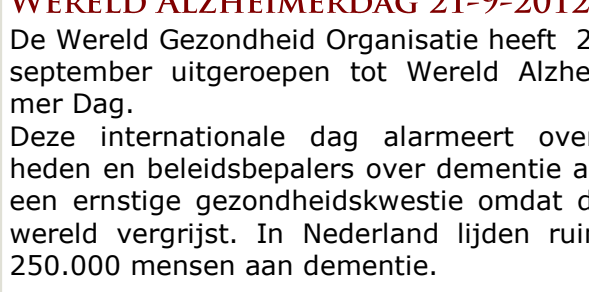 WERELD ALZHEIMERDAG 21-9-2012
De Wereld Gezondheid Organisatie heeft 2
september uitgeroepen tot Wereld Alzhe
mer Dag.
Deze internationale dag alarmeert over
heden en beleidsbepalers over dementie a
een ernstige gezondheidskwestie omdat d
wereld vergrijst. In Nederland lijden ruim
250.000 mensen aan dementie.